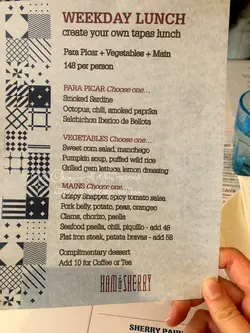 WEEKDAY LUNCH
create your own tapas lunch
Para Picar + Vegetables + Main
148 per person
PARA PICAR Choose one...
Smoked Sardine
Octopus, chili, smoked paprika
Salchichon Iberico de Bellota
VEGETABLES Choose one...
Sweet corn salad, manchego
Pumpkin soup, puffed wild rice
Grilled gem lettuce, lemon dressing
MAINS Choose one...
Crispy snapper, spicy tomato salsa
Pork belly, potato, peas, orangeo
Clams, chorizo, paella
Seafood paella, chili, piquillo - add 48
Flat iron steak, patata bravas - add 58
Complimentary dessert
Add 10 for Coffee or Tea
HAM&SHERRY
SHERRY PAIR